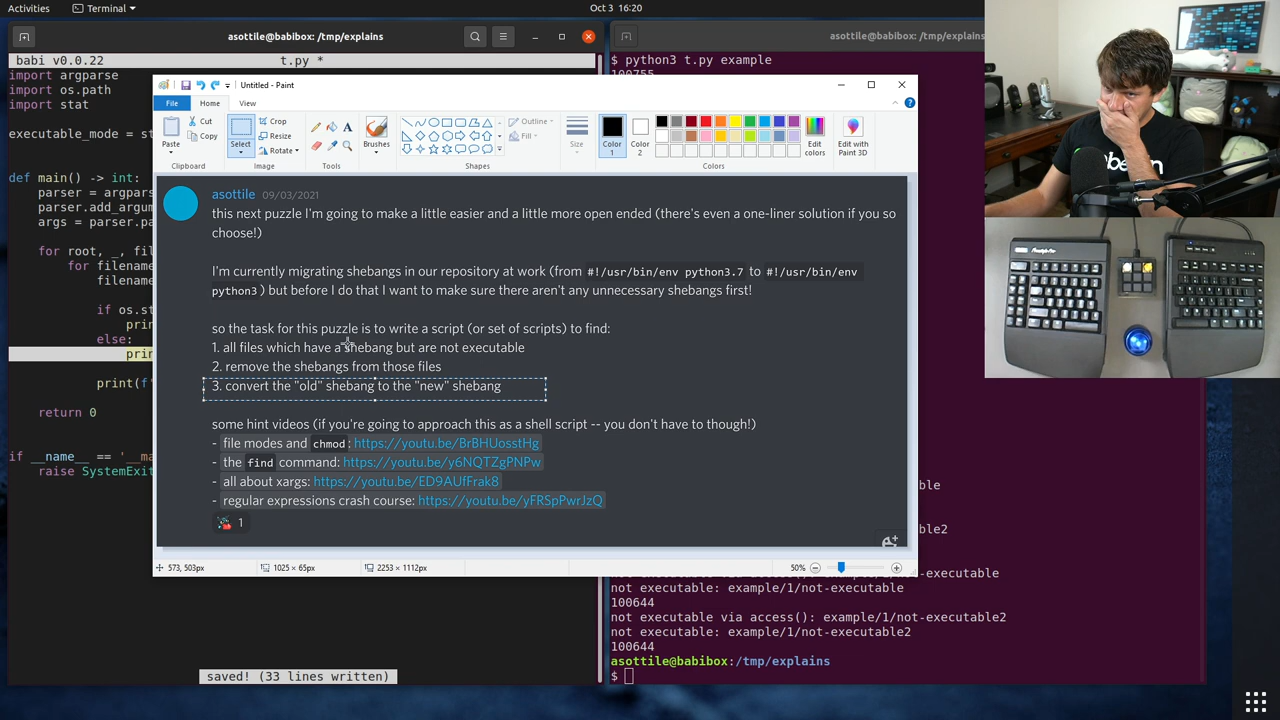 Activities
Terminal
Oct 3 16:20
asottile@babibox: /tmp/explains
asottile@babibox: /tmp/explains
babi v0.0.22
t.py *
import argparse
import os.path
import stat
executable_mode = st
def main() -> int:
parser = argpars
parser.add_argum
args = parser.pa
for root, _, fil
for filename
filename
if os.st
prin
else:
prin
print(f'
return 0
if __name__ == '__ma
raise SystemExit
saved! (33 lines written)
$ python3 t.py example
100755
Untitled - Paint
File
Home
View
Paste
Cut
Copy
Clipboard
Select
Crop
Resize
Rotate
Image
Tools
Brushes
Outline
Fill
Shapes
Size
Color 1
Color 2
Edit colors
Colors
Edit with Paint 3D
asottile 09/03/2021
this next puzzle I'm going to make a little easier and a little more open ended (there's even a one-liner solution if you so
choose!)
I'm currently migrating shebangs in our repository at work (from #!/usr/bin/env python3.7 to #!/usr/bin/env
python3) but before I do that I want to make sure there aren't any unnecessary shebangs first!
so the task for this puzzle is to write a script (or set of scripts) to find:
1. all files which have a shebang but are not executable
2. remove the shebangs from those files
3. convert the "old" shebang to the "new" shebang
some hint videos (if you're going to approach this as a shell script -- you don't have to though!)
- file modes and chmod: https://youtu.be/BrBHUosstHg
- the find command: https://youtu.be/y6NQTZgPNPw
- all about xargs: https://youtu.be/ED9AUfFrak8
- regular expressions crash course: https://youtu.be/yFRSpPwrJzQ
1
573, 503px
1025 x 65px
2253 x 1112px
50%
ble
ble2
not executable: example/1/not-executable
100644
not executable via access(): example/1/not-executable2
not executable: example/1/not-executable2
100644
asottile@babibox:/tmp/explains
$